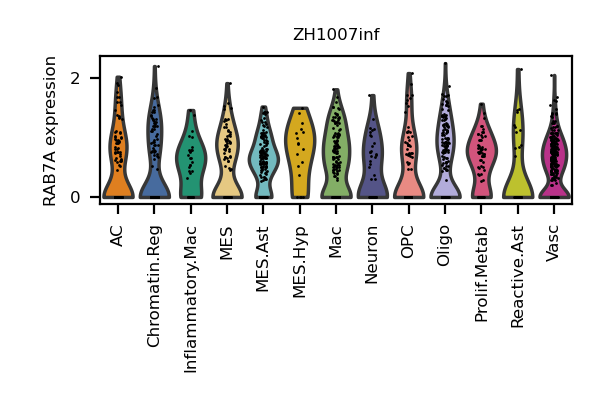 ZH1007inf
RAB7A expression
2
0
AC
Chromatin.Reg
Inflammatory.Mac
MES
MES.Ast
MES.Hyp
Mac
Neuron
OPC
Oligo
Prolif.Metab
Reactive.Ast
Vasc